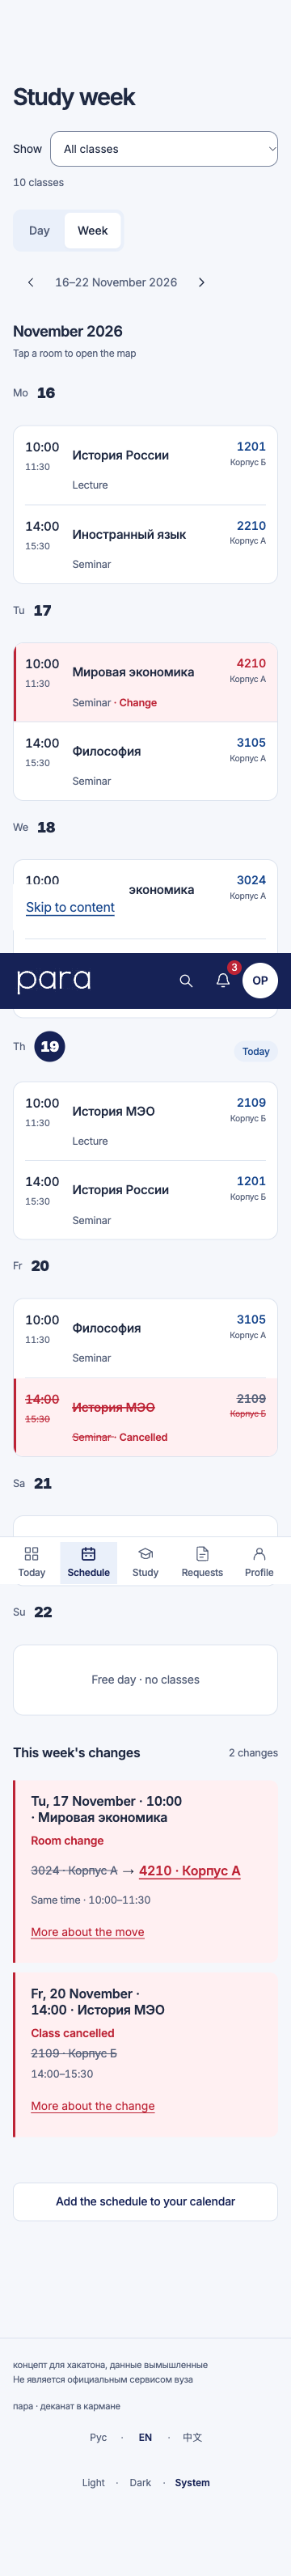 Study week
Show
All classes
10 classes
Day
Week
16–22 November 2026
November 2026
Tap a room to open the map
Mo 16
10:00
11:30
История России
Lecture
1201
Корпус Б
14:00
15:30
Иностранный язык
Seminar
2210
Корпус А
Tu 17
10:00
11:30
Мировая экономика
Seminar · Change
4210
Корпус А
14:00
15:30
Философия
Seminar
3105
Корпус А
We 18
10:00
экономика
3024
Корпус А
Skip to content
para
3
OP
Th 19
Today
10:00
11:30
История МЭО
Lecture
2109
Корпус Б
14:00
15:30
История России
Seminar
1201
Корпус Б
Fr 20
10:00
11:30
Философия
Seminar
3105
Корпус А
14:00
15:30
История МЭО
Seminar · Cancelled
2109
Корпус Б
Sa 21
Today
Schedule
Study
Requests
Profile
Su 22
Free day · no classes
This week's changes
2 changes
Tu, 17 November · 10:00
· Мировая экономика
Room change
3024 · Корпус А → 4210 · Корпус А
Same time · 10:00–11:30
More about the move
Fr, 20 November ·
14:00 · История МЭО
Class cancelled
2109 · Корпус Б
14:00–15:30
More about the change
Add the schedule to your calendar
концепт для хакатона, данные вымышленные
Не является официальным сервисом вуза
пара · деканат в кармане
Рус · EN · 中文
Light · Dark · System